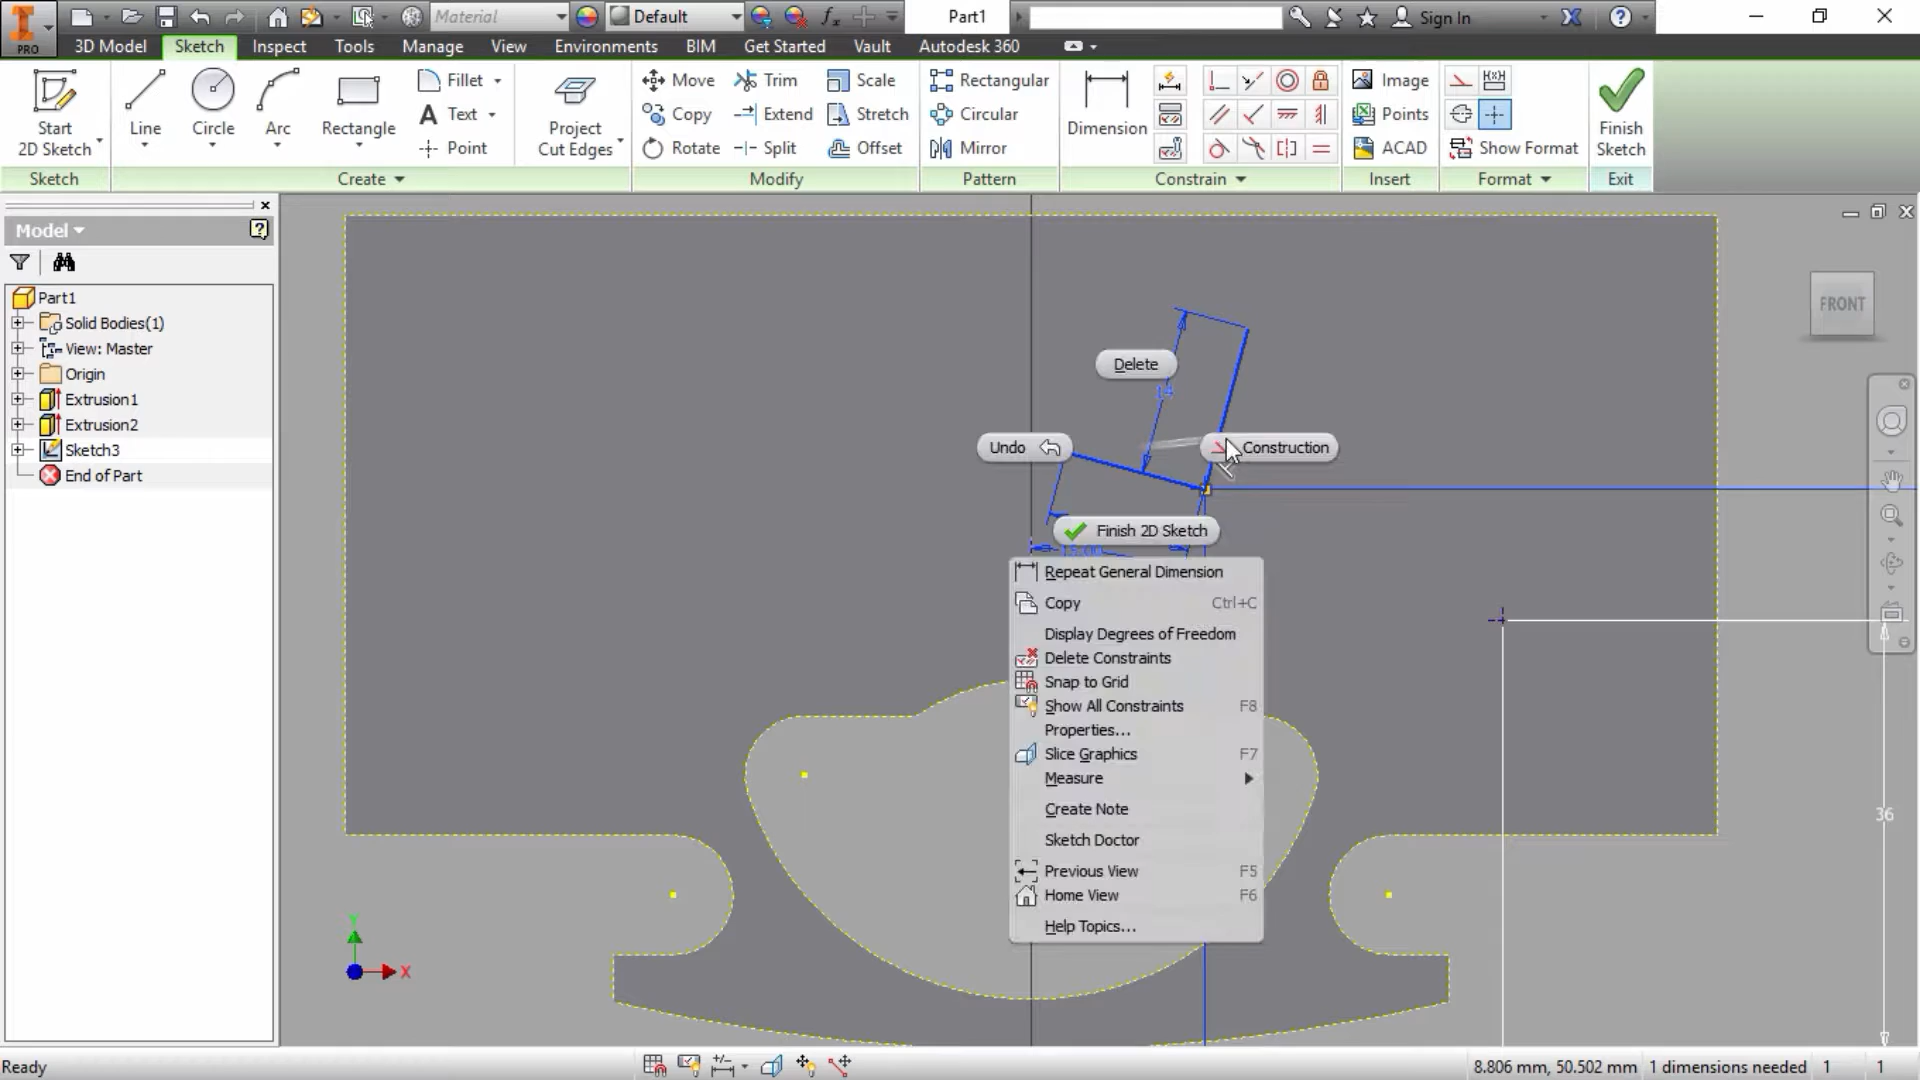 Material
Default
Part1
Sign In
PRO
3D Model
Sketch
Inspect
Tools
Manage
View
Environments
BIM
Get Started
Vault
Autodesk 360
Start
2D Sketch
Line
Circle
Arc
Rectangle
Fillet
Text
Point
Project
Cut Edges
Move
Copy
Rotate
Trim
Extend
Split
Scale
Stretch
Offset
Rectangular
Circular
Mirror
Dimension
Image
Points
ACAD
Show Format
Finish
Sketch
Sketch
Create
Modify
Pattern
Constrain
Insert
Format
Exit
Model
Part1
Solid Bodies(1)
View: Master
Origin
Extrusion1
Extrusion2
Sketch3
End of Part
FRONT
Delete
14
Undo
Construction
Finish 2D Sketch
15.00
Repeat General Dimension
Copy Ctrl+C
Display Degrees of Freedom
Delete Constraints
Snap to Grid
Show All Constraints F8
Properties...
Slice Graphics F7
Measure
Create Note
Sketch Doctor
Previous View F5
Home View F6
Help Topics...
36
Y
X
Ready
8.806 mm, 50.502 mm 1 dimensions needed 1 1